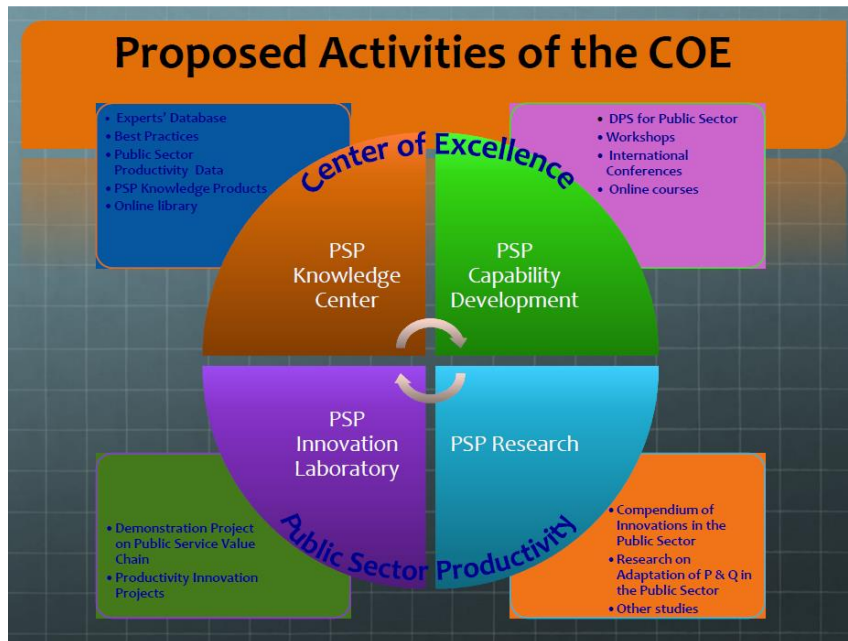 Proposed Activities of the COE
• Experts' Database
• Best Practices
• Public Sector
Productivity Data
• PSP Knowledge Products
• Online library
• DPS for Public Sector
• Workshops
• International
Conferences
• Online courses
Center of Excellence
PSP
Knowledge
Center
PSP
Capability
Development
PSP
Innovation
Laboratory
PSP Research
Public Sector Productivity
• Demonstration Project
on Public Service Value
Chain
• Productivity Innovation
Projects
• Compendium of
Innovations in the
Public Sector
• Research on
Adaptation of P & Q in
the Public Sector
• Other studies